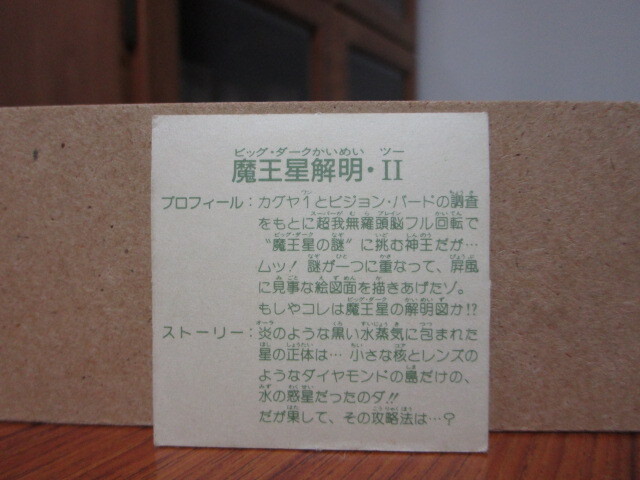 ビッグ・ダークかいめい ツー
魔王星解明・II
プロフィール：カグヤ1とビジョン・バードの調査
をもとに超我無羅頭脳フル回転で
〝魔王星の謎〟に挑む神王だが…
ムッ！謎が一つに重なって、屏風
に見事な絵図面を描きあげたゾ。
もしやコレは魔王星の解明図か!?
ストーリー：炎のような黒い水蒸気に包まれた
星の正体は… 小さな核とレンズの
ようなダイヤモンドの島だけの、
水の惑星だったのダ!!
だが果して、その攻略法は…？